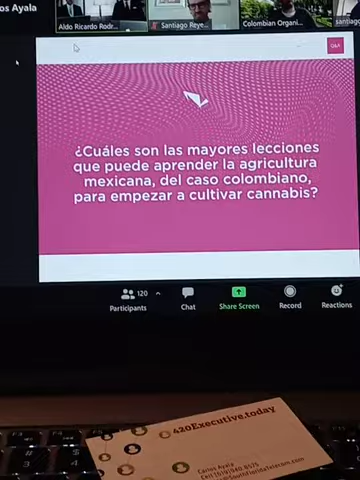 os Ayala
Aldo Ricardo Rodr...
Santiago Reye...
Colombian Organi...
santiag
Q&A
¿Cuáles son las mayores lecciones
que puede aprender la agricultura
mexicana, del caso colombiano,
para empezar a cultivar cannabis?
120
Participants
Chat
Share Screen
Record
Reactions
420Executive.today
Carlos Ayala